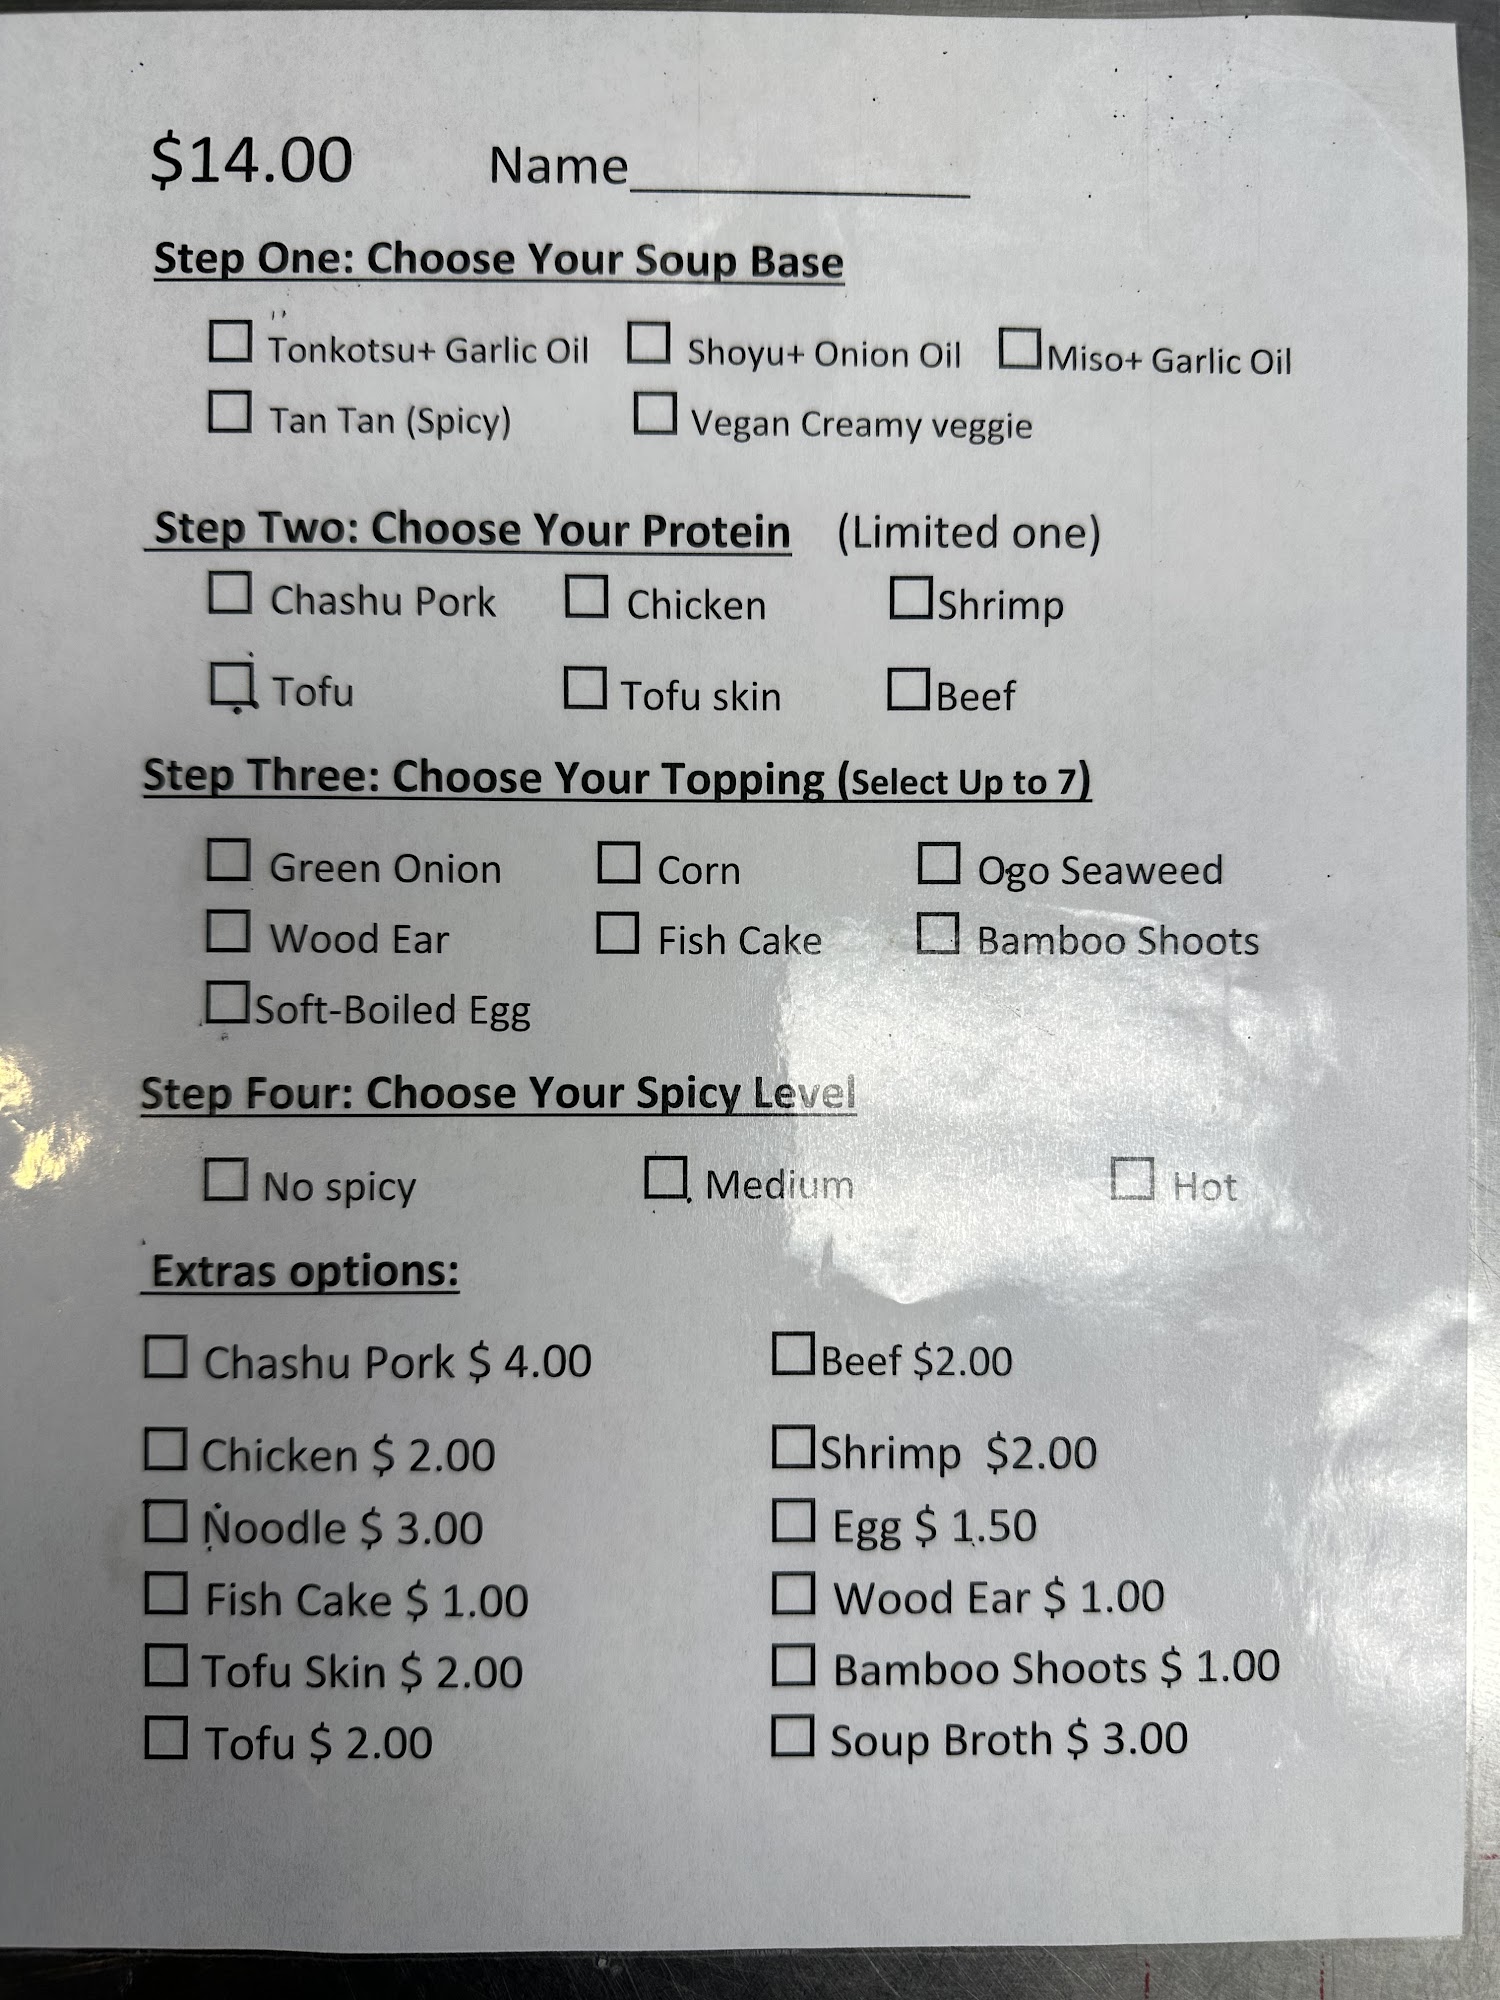 $14.00 Name____________
Step One: Choose Your Soup Base
☐ Tonkotsu+ Garlic Oil ☐ Shoyu+ Onion Oil ☐ Miso+ Garlic Oil
☐ Tan Tan (Spicy) ☐ Vegan Creamy veggie
Step Two: Choose Your Protein (Limited one)
☐ Chashu Pork ☐ Chicken ☐ Shrimp
☐ Tofu ☐ Tofu skin ☐ Beef
Step Three: Choose Your Topping (Select Up to 7)
☐ Green Onion ☐ Corn ☐ Ogo Seaweed
☐ Wood Ear ☐ Fish Cake ☐ Bamboo Shoots
☐ Soft-Boiled Egg
Step Four: Choose Your Spicy Level
☐ No spicy ☐ Medium ☐ Hot
Extras options:
☐ Chashu Pork $ 4.00 ☐ Beef $2.00
☐ Chicken $ 2.00 ☐ Shrimp $2.00
☐ Noodle $ 3.00 ☐ Egg $ 1.50
☐ Fish Cake $ 1.00 ☐ Wood Ear $ 1.00
☐ Tofu Skin $ 2.00 ☐ Bamboo Shoots $ 1.00
☐ Tofu $ 2.00 ☐ Soup Broth $ 3.00